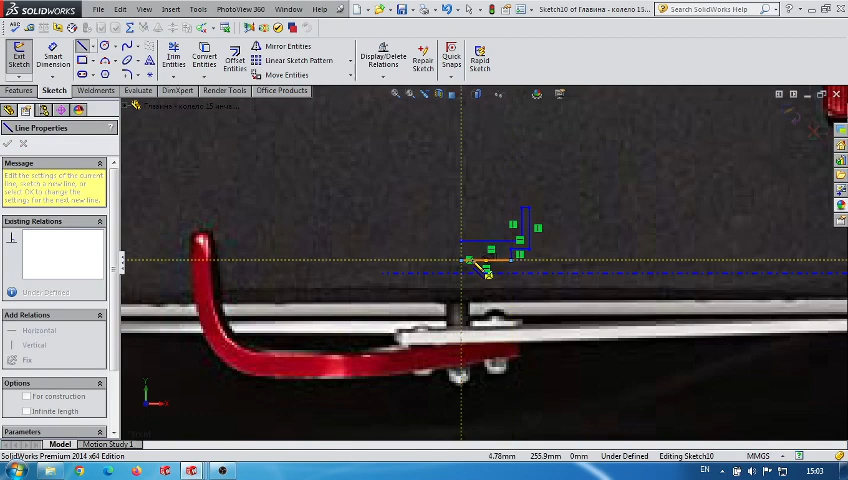 SOLIDWORKS
File Edit View Insert Tools PhotoView 360 Window Help
Sketch10 of Главина - колело 15...
Search SolidWorks Help
Exit Sketch
Smart Dimension
Trim Entities
Convert Entities
Offset Entities
Mirror Entities
Linear Sketch Pattern
Move Entities
Display/Delete Relations
Repair Sketch
Quick Snaps
Rapid Sketch
Features Sketch Weldments Evaluate DimXpert Render Tools Office Products
Главина - колело 15 инча...
Line Properties
Message
Edit the settings of the current line, sketch a new line, or select OK to change the settings for the next new line.
Existing Relations
Under Defined
Add Relations
Horizontal
Vertical
Fix
Options
For construction
Infinite length
Parameters
Y
X
Model Motion Study 1
SolidWorks Premium 2014 x64 Edition 4.78mm 255.9mm 0mm Under Defined Editing Sketch10 MMGS
EN 15:03